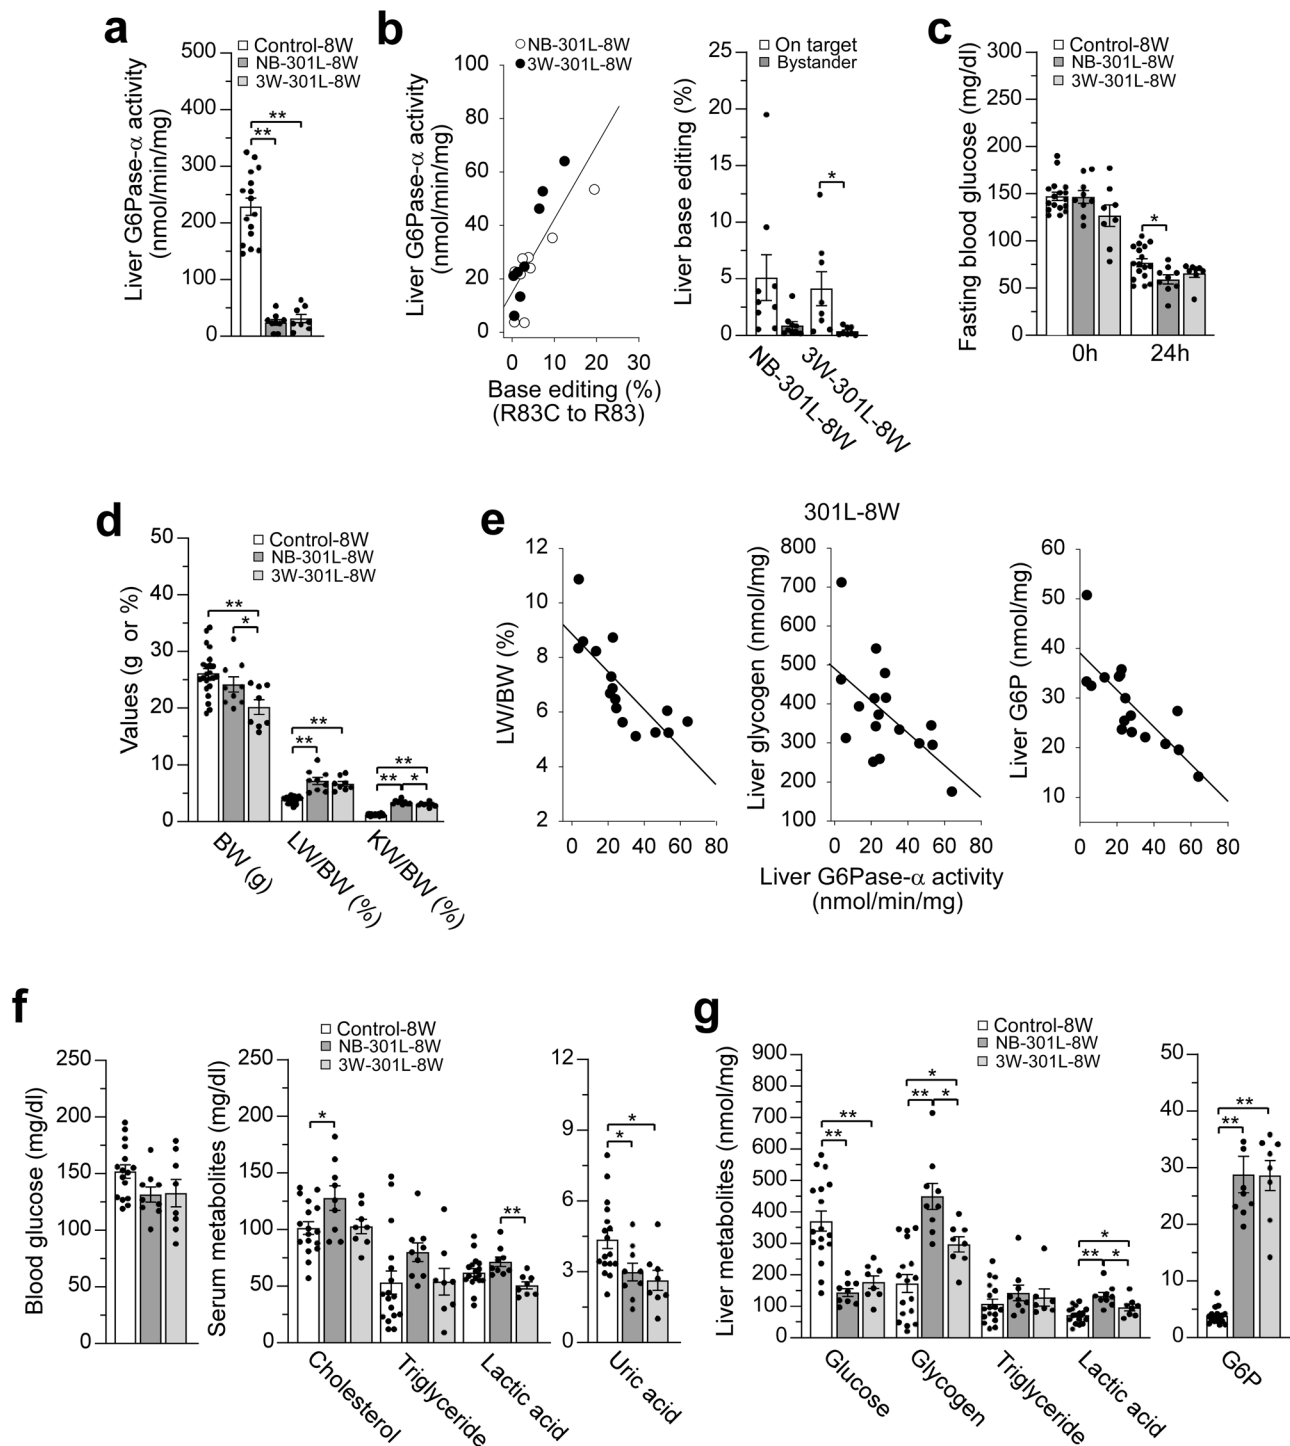 a
Liver G6Pase-α activity
(nmol/min/mg)
500
400
300
200
100
0
Control-8W
NB-301L-8W
3W-301L-8W
**
**
b
Liver G6Pase-α activity
(nmol/min/mg)
100
80
60
40
20
0
NB-301L-8W
3W-301L-8W
0 10 20 30
Base editing (%)
(R83C to R83)
Liver base editing (%)
25
20
15
10
5
0
On target
Bystander
*
NB-301L-8W
3W-301L-8W
c
Fasting blood glucose (mg/dl)
300
250
200
150
100
50
0
Control-8W
NB-301L-8W
3W-301L-8W
*
0h 24h
d
Values (g or %)
50
40
30
20
10
0
Control-8W
NB-301L-8W
3W-301L-8W
**
*
**
**
**
** *
BW (g)
LW/BW (%)
KW/BW (%)
e
301L-8W
LW/BW (%)
12
10
8
6
4
2
0 20 40 60 80
Liver glycogen (nmol/mg)
800
700
600
500
400
300
200
100
0 20 40 60 80
Liver G6P (nmol/mg)
60
50
40
30
20
10
0 20 40 60 80
Liver G6Pase-α activity
(nmol/min/mg)
f
Blood glucose (mg/dl)
250
200
150
100
50
0
Serum metabolites (mg/dl)
250
200
150
100
50
0
Control-8W
NB-301L-8W
3W-301L-8W
*
**
Cholesterol
Triglyceride
Lactic acid
12
9
6
3
0
*
*
Uric acid
g
Liver metabolites (nmol/mg)
900
800
700
600
500
400
300
200
100
0
Control-8W
NB-301L-8W
3W-301L-8W
**
**
*
** *
*
** *
Glucose
Glycogen
Triglyceride
Lactic acid
50
40
30
20
10
0
**
**
G6P